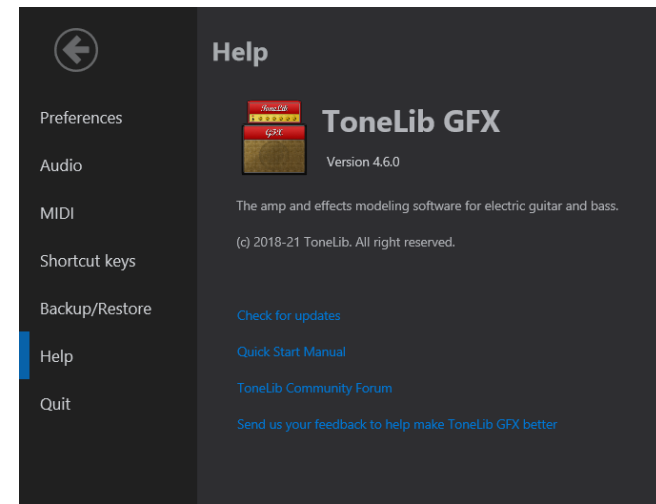 Help
Preferences
Audio
MIDI
Shortcut keys
Backup/Restore
Help
Quit
ToneLib
GFX
ToneLib GFX
Version 4.6.0
The amp and effects modeling software for electric guitar and bass.
(c) 2018-21 ToneLib. All right reserved.
Check for updates
Quick Start Manual
ToneLib Community Forum
Send us your feedback to help make ToneLib GFX better